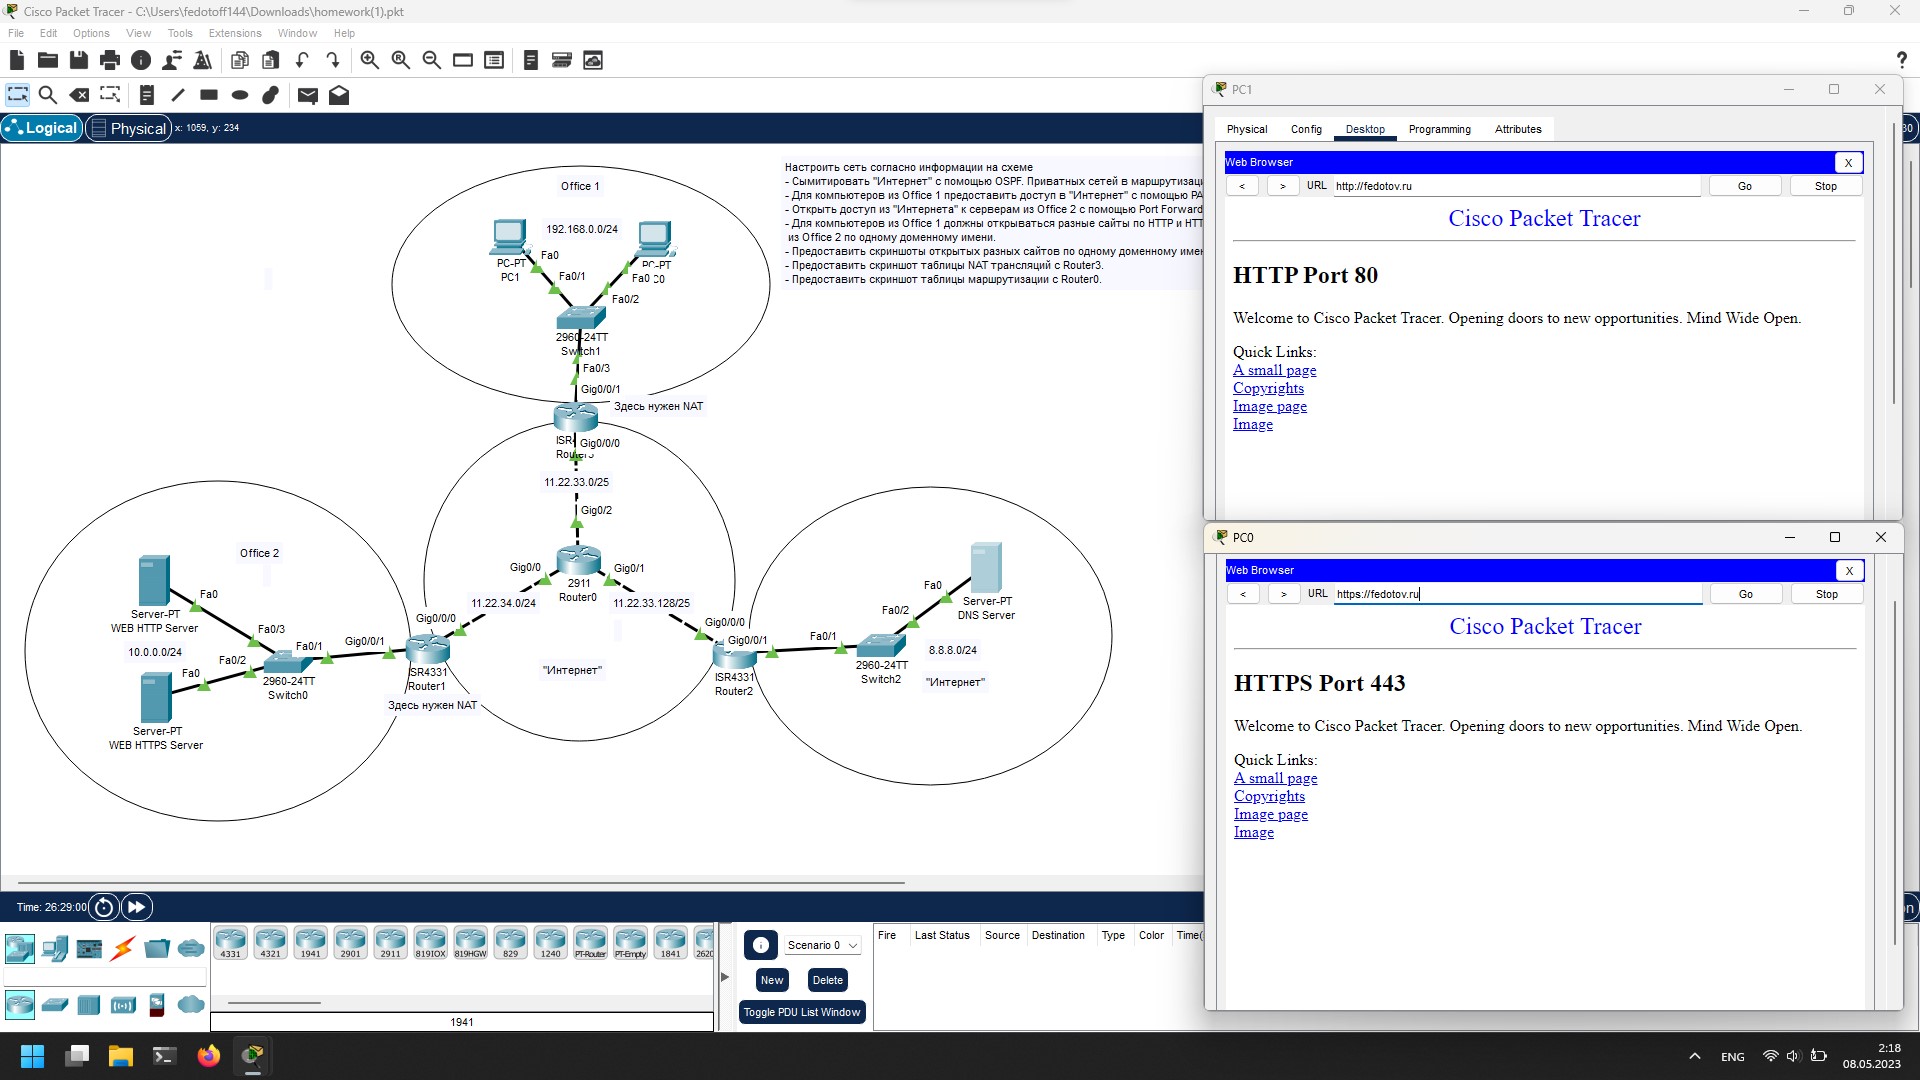 Cisco Packet Tracer - C:\Users\fedotoff144\Downloads\homework(1).pkt
File Edit Options View Tools Extensions Window Help
Logical Physical x: 1059, y: 234
Настроить сеть согласно информации на схеме
- Сымитировать "Интернет" с помощью OSPF. Приватных сетей в
- Для компьютеров из Office 1 предоставить доступ в "Интернет" с помощью
- Открыть доступ из "Интернета" к серверам из Office 2 с помощью Port
- Для компьютеров из Office 1 должны открываться разные сайты по HTTP и
из Office 2 по одному доменному имени.
- Предоставить скриншоты открытых разных сайтов по одному доменному
- Предоставить скриншот таблицы NAT трансляций с Router3.
- Предоставить скриншот таблицы маршрутизации с Router0.
Office 1
192.168.0.0/24
Fa0
PC-PT
PC1
Fa0/1
PC-PT
Fa0
C0
Fa0/2
2960-24TT
Switch1
Fa0/3
Gig0/0/1
Здесь нужен NAT
Gig0/0/0
11.22.33.0/25
Gig0/2
Gig0/0
Gig0/1
2911
Router0
11.22.34.0/24
11.22.33.128/25
"Интернет"
Office 2
Fa0
Server-PT
WEB HTTP Server
10.0.0.0/24
Fa0/3
Fa0/1
Gig0/0/1
Gig0/0/0
Fa0
Fa0/2
2960-24TT
Switch0
SR4331
Router1
Здесь нужен NAT
Server-PT
WEB HTTPS Server
Gig0/0/0
Gig0/0/1
ISR4331
Router2
Fa0/1
Fa0/2
Fa0
2960-24TT
Switch2
Server-PT
DNS Server
8.8.8.0/24
"Интернет"
PC1
Physical Config Desktop Programming Attributes
Web Browser X
< > URL http://fedotov.ru Go Stop
Cisco Packet Tracer
HTTP Port 80
Welcome to Cisco Packet Tracer. Opening doors to new opportunities. Mind Wide Open.
Quick Links:
A small page
Copyrights
Image page
Image
PC0
Web Browser X
< > URL https://fedotov.ru Go Stop
Cisco Packet Tracer
HTTPS Port 443
Welcome to Cisco Packet Tracer. Opening doors to new opportunities. Mind Wide Open.
Quick Links:
A small page
Copyrights
Image page
Image
Time: 26:29:00
4331 4321 1941 2901 2911 819IOX 819HGW 829 1240 PT-Router PT-Empty 1841 2620
1941
Scenario 0
New Delete
Toggle PDU List Window
Fire Last Status Source Destination Type Color Time(
ENG
2:18
08.05.2023